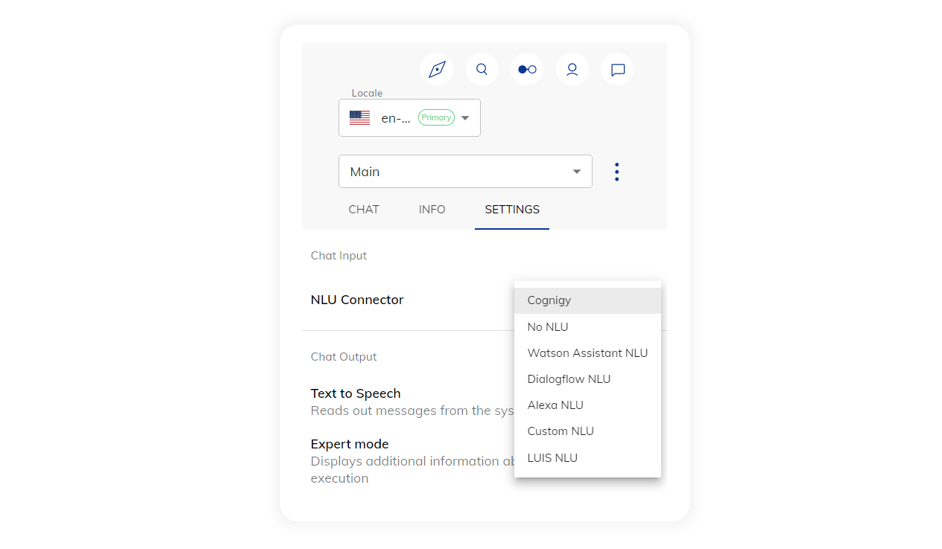 Locale
en-... Primary
Main
CHAT INFO SETTINGS
Chat Input
NLU Connector
Cognigy
No NLU
Watson Assistant NLU
Dialogflow NLU
Alexa NLU
Custom NLU
LUIS NLU
Chat Output
Text to Speech
Reads out messages from the sys
Expert mode
Displays additional information ab
execution